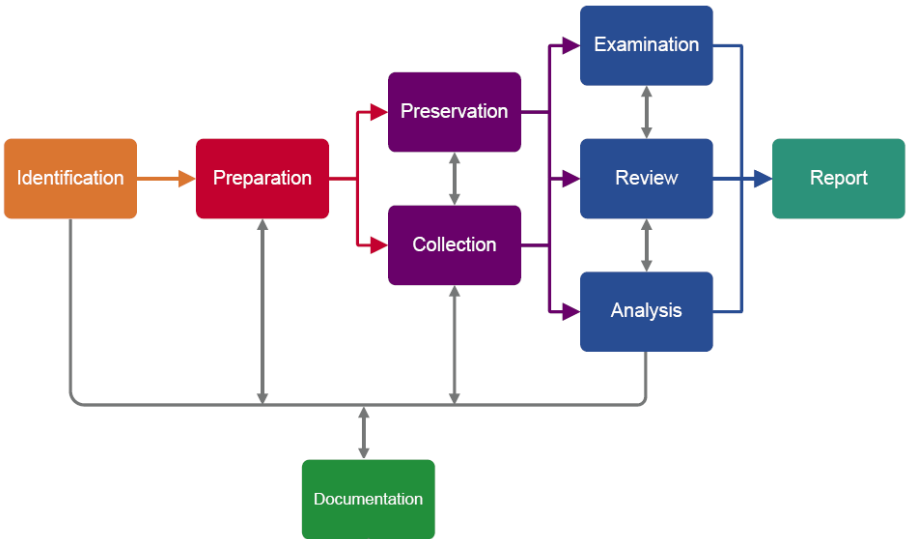 Identification
Preparation
Preservation
Collection
Examination
Review
Analysis
Report
Documentation